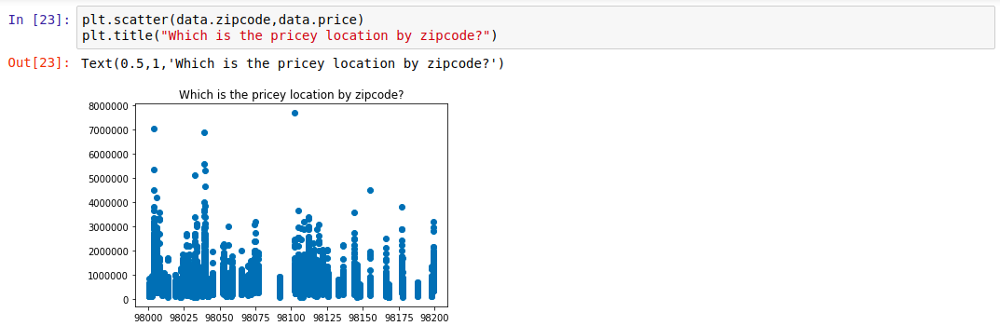 In [23]: plt.scatter(data.zipcode,data.price)
plt.title("Which is the pricey location by zipcode?")
Out[23]: Text(0.5,1,'Which is the pricey location by zipcode?')
Which is the pricey location by zipcode?
8000000
7000000
6000000
5000000
4000000
3000000
2000000
1000000
0
98000 98025 98050 98075 98100 98125 98150 98175 98200